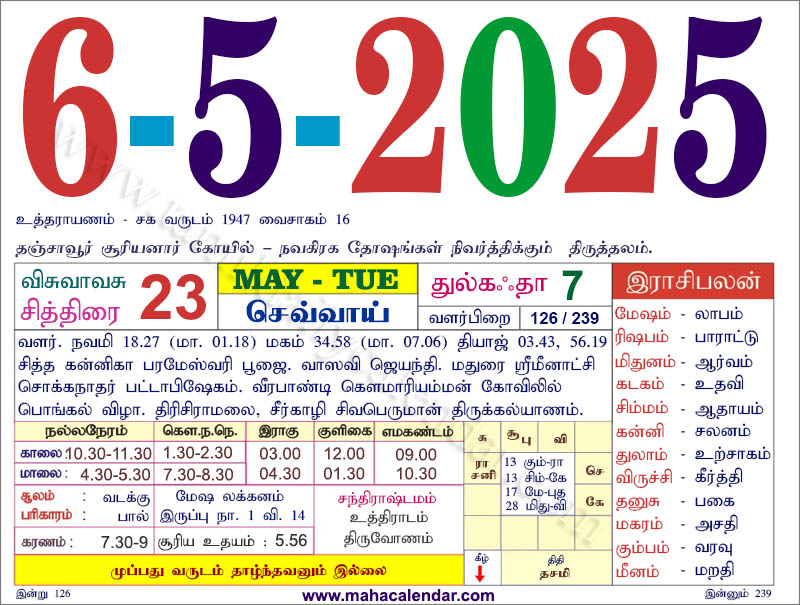 6-5-2025
உத்தராயணம் - சக வருடம் 1947 வைசாகம் 16
தஞ்சாவூர் சூரியனார் கோயில் – நவகிரக தோஷங்கள் நிவர்த்திக்கும் திருத்தலம்.
விசுவாவசு
சித்திரை 23
MAY - TUE
செவ்வாய்
துல்கஃதா 7
வளர்பிறை 126 / 239
வளர். நவமி 18.27 (மா. 01.18) மகம் 34.58 (மா. 07.06) தியாஜ் 03.43, 56.19
சித்த கன்னிகா பரமேஸ்வரி பூஜை. வாஸவி ஜெயந்தி. மதுரை ஸ்ரீமீனாட்சி
சொக்கநாதர் பட்டாபிஷேகம். வீரபாண்டி கௌமாரியம்மன் கோவிலில்
பொங்கல் விழா. திரிசிராமலை, சீர்காழி சிவபெருமான் திருக்கல்யாணம்.
நல்லநேரம் கௌ.ந.நெ. இராகு குளிகை எமகண்டம்
காலை: 10.30-11.30 1.30-2.30 03.00 12.00 09.00
மாலை: 4.30-5.30 7.30-8.30 04.30 01.30 10.30
சூலம் : வடக்கு
பரிகாரம் : பால்
மேஷ லக்கனம்
இருப்பு நா. 1 வி. 14
சந்திராஷ்டமம்
உத்திராடம்
திருவோணம்
கரணம் : 7.30-9 சூரிய உதயம் : 5.56
முப்பது வருடம் தாழ்ந்தவனும் இல்லை
சு சூ பு வி
ரா சனி
13 கும்-ரா
13 சிம்-கே
17 மே-புத
28 மிது-வி
செ
கே
கீழ்
திதி
தசமி
இராசிபலன்
மேஷம் - லாபம்
ரிஷபம் - பாராட்டு
மிதுனம் - ஆர்வம்
கடகம் - உதவி
சிம்மம் - ஆதாயம்
கன்னி - சலனம்
துலாம் - உற்சாகம்
விருச்சி - கீர்த்தி
தனுசு - பகை
மகரம் - அசதி
கும்பம் - வரவு
மீனம் - மறதி
இன்று 126
www.mahacalendar.com
இன்னும் 239